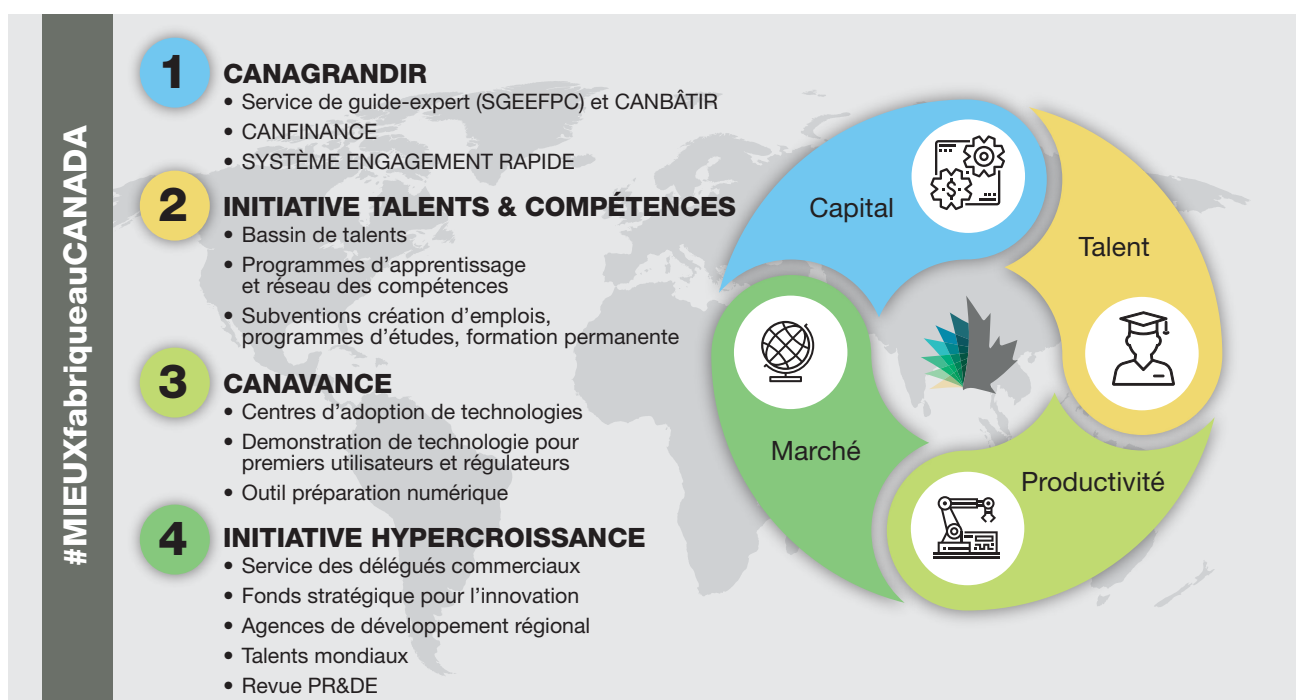 #MIEUXfabriqueauCANADA
1
CANAGRANDIR
• Service de guide-expert (SGEEFPC) et CANBÂTIR
• CANFINANCE
• SYSTÈME ENGAGEMENT RAPIDE
2
INITIATIVE TALENTS & COMPÉTENCES
• Bassin de talents
• Programmes d'apprentissage
et réseau des compétences
• Subventions création d'emplois,
programmes d'études, formation permanente
3
CANAVANCE
• Centres d'adoption de technologies
• Demonstration de technologie pour
premiers utilisateurs et régulateurs
• Outil préparation numérique
4
INITIATIVE HYPERCROISSANCE
• Service des délégués commerciaux
• Fonds stratégique pour l'innovation
• Agences de développement régional
• Talents mondiaux
• Revue PR&DE
Capital
$
Talent
Marché
Productivité